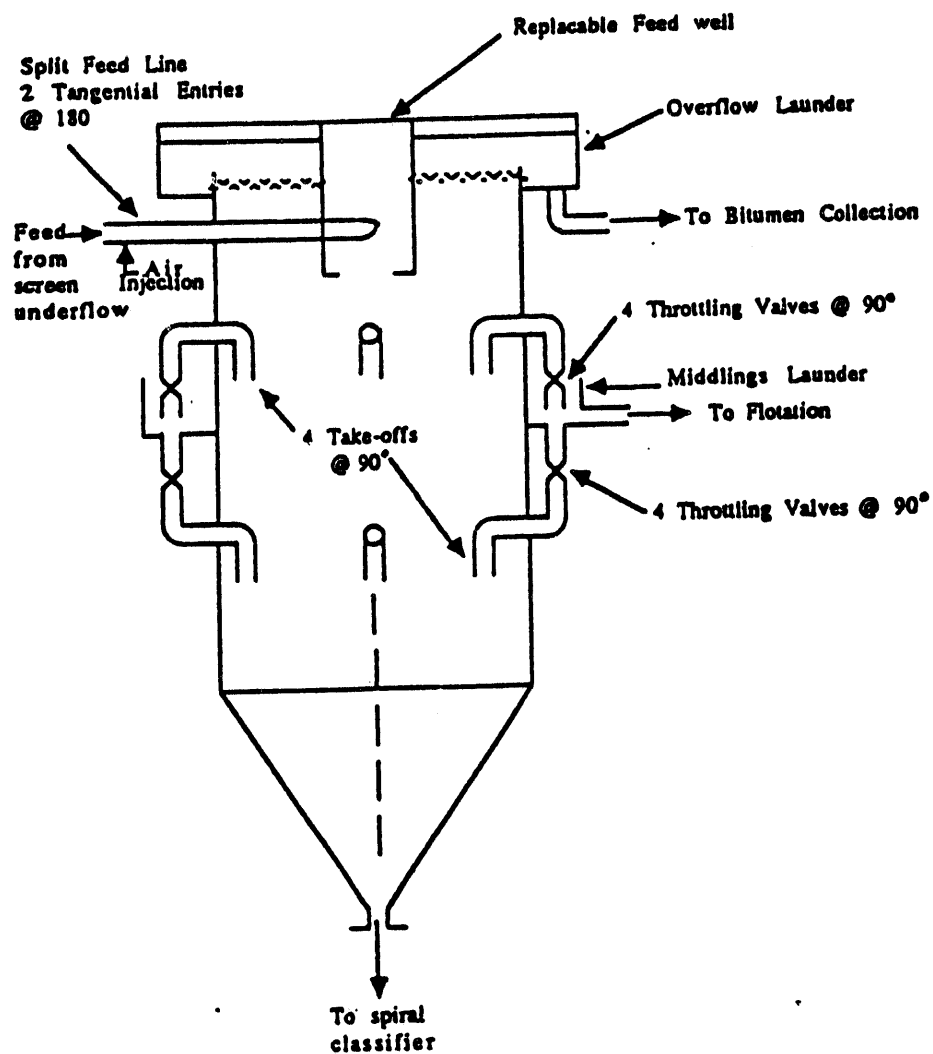 Replacable Feed well
Split Feed Line
2 Tangential Entries
@ 180
Overflow Launder
To Bitumen Collection
Feed
from
screen
underflow
Air
Injection
4 Throttling Valves @ 90°
Middlings Launder
To Flotation
4 Take-offs
@ 90°
4 Throttling Valves @ 90°
To spiral
classifier